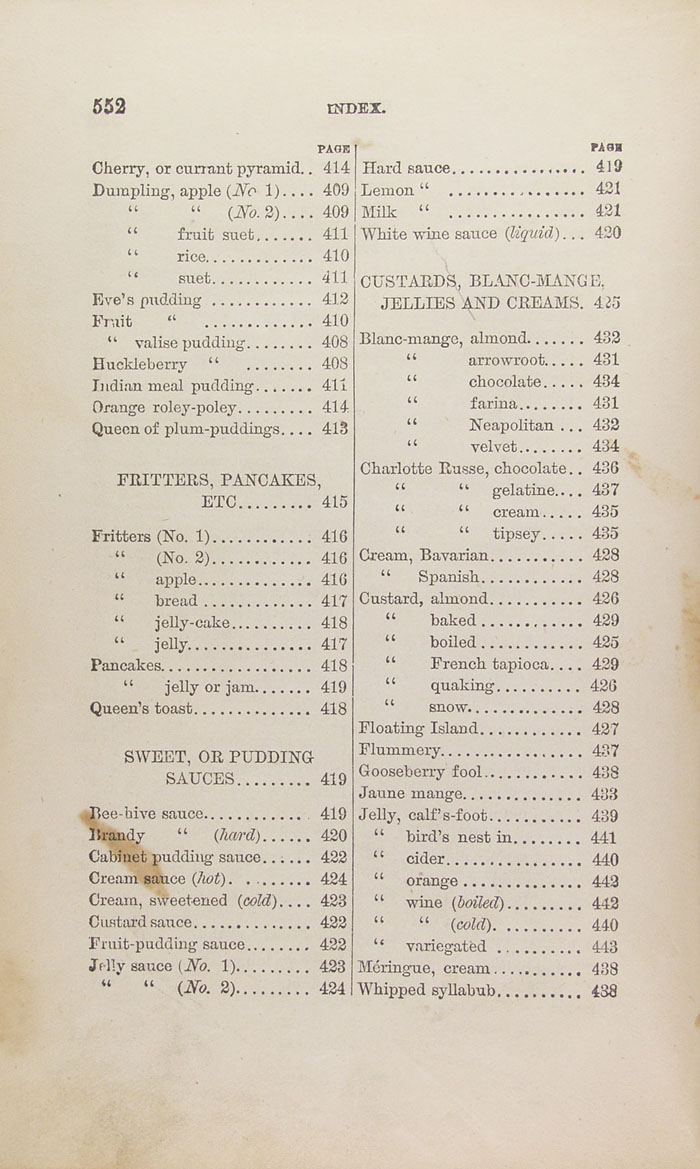 552
INDEX.
PAGE
Cherry, or currant pyramid.. 414
Dumpling, apple (No 1).... 409
“ “ (No. 2).... 409
“ fruit suet....... 411
“ rice............. 410
“ suet............ 411
Eve's pudding ............ 412
Fruit “ ............. 410
“ valise pudding........ 408
Huckleberry “ ........ 408
Indian meal pudding....... 411
Orange roley-poley......... 414
Queen of plum-puddings.... 413
FRITTERS, PANCAKES,
ETC......... 415
Fritters (No. 1)............ 416
“ (No. 2)............ 416
“ apple.............. 416
“ bread ............. 417
“ jelly-cake.......... 418
“ jelly............... 417
Pancakes.................. 418
“ jelly or jam....... 419
Queen's toast.............. 418
SWEET, OR PUDDING
SAUCES......... 419
Bee-hive sauce............ 419
Brandy “ (hard)...... 420
Cabinet pudding sauce...... 422
Cream sauce (hot). ........ 424
Cream, sweetened (cold).... 423
Custard sauce.............. 422
Fruit-pudding sauce........ 422
Jelly sauce (No. 1)......... 423
“ “ (No. 2)......... 424
PAGE
Hard sauce................ 419
Lemon “ ................ 421
Milk “ ................ 421
White wine sauce (liquid)... 420
CUSTARDS, BLANC-MANGE,
JELLIES AND CREAMS. 425
Blanc-mange, almond....... 432
“ arrowroot..... 431
“ chocolate..... 434
“ farina........ 431
“ Neapolitan ... 432
“ velvet........ 434
Charlotte Russe, chocolate.. 436
“ “ gelatine.... 437
“ “ cream..... 435
“ “ tipsey..... 435
Cream, Bavarian........... 428
“ Spanish............ 428
Custard, almond........... 426
“ baked ............ 429
“ boiled ............ 425
“ French tapioca.... 429
“ quaking.......... 426
“ snow.............. 428
Floating Island............ 427
Flummery................. 437
Gooseberry fool............ 438
Jaune mange.............. 433
Jelly, calf's-foot........... 439
“ bird's nest in........ 441
“ cider................ 440
“ orange .............. 442
“ wine (boiled)......... 442
“ “ (cold). ......... 440
“ variegated .......... 443
Méringue, cream........... 438
Whipped syllabub.......... 438